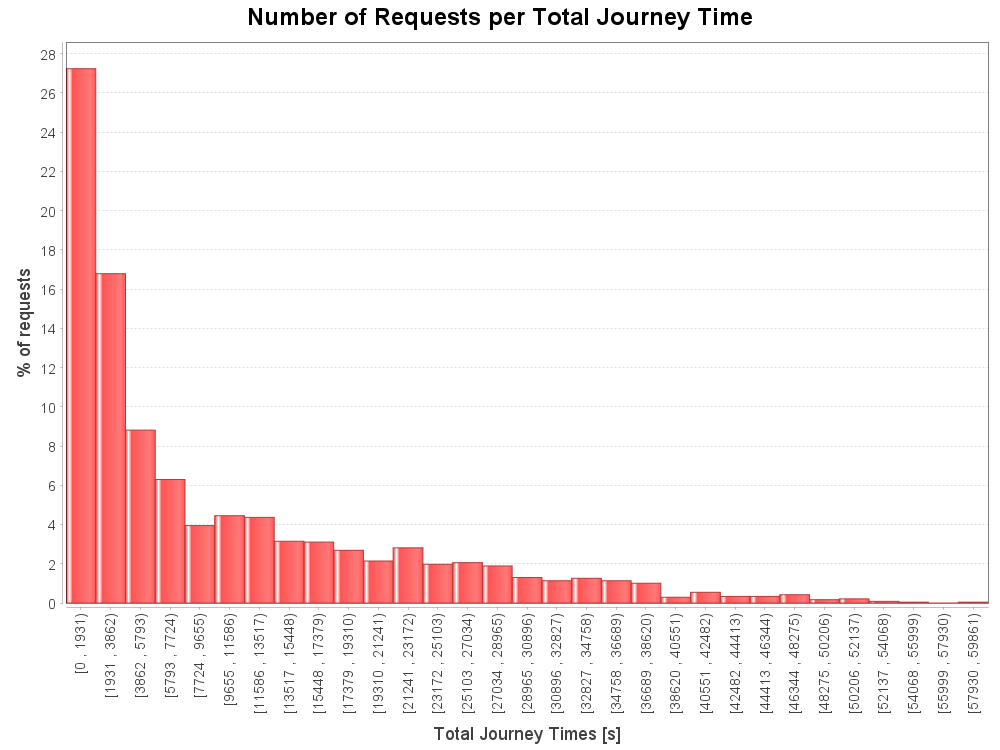 Number of Requests per Total Journey Time
% of requests
28
26
24
22
20
18
16
14
12
10
8
6
4
2
0
[0 , 1931)
[1931 , 3862)
[3862 , 5793)
[5793 , 7724)
[7724 , 9655)
[9655 , 11586)
[11586 , 13517)
[13517 , 15448)
[15448 , 17379)
[17379 , 19310)
[19310 , 21241)
[21241 , 23172)
[23172 , 25103)
[25103 , 27034)
[27034 , 28965)
[28965 , 30896)
[30896 , 32827)
[32827 , 34758)
[34758 , 36689)
[36689 , 38620)
[38620 , 40551)
[40551 , 42482)
[42482 , 44413)
[44413 , 46344)
[46344 , 48275)
[48275 , 50206)
[50206 , 52137)
[52137 , 54068)
[54068 , 55999)
[55999 , 57930)
[57930 , 59861)
Total Journey Times [s]